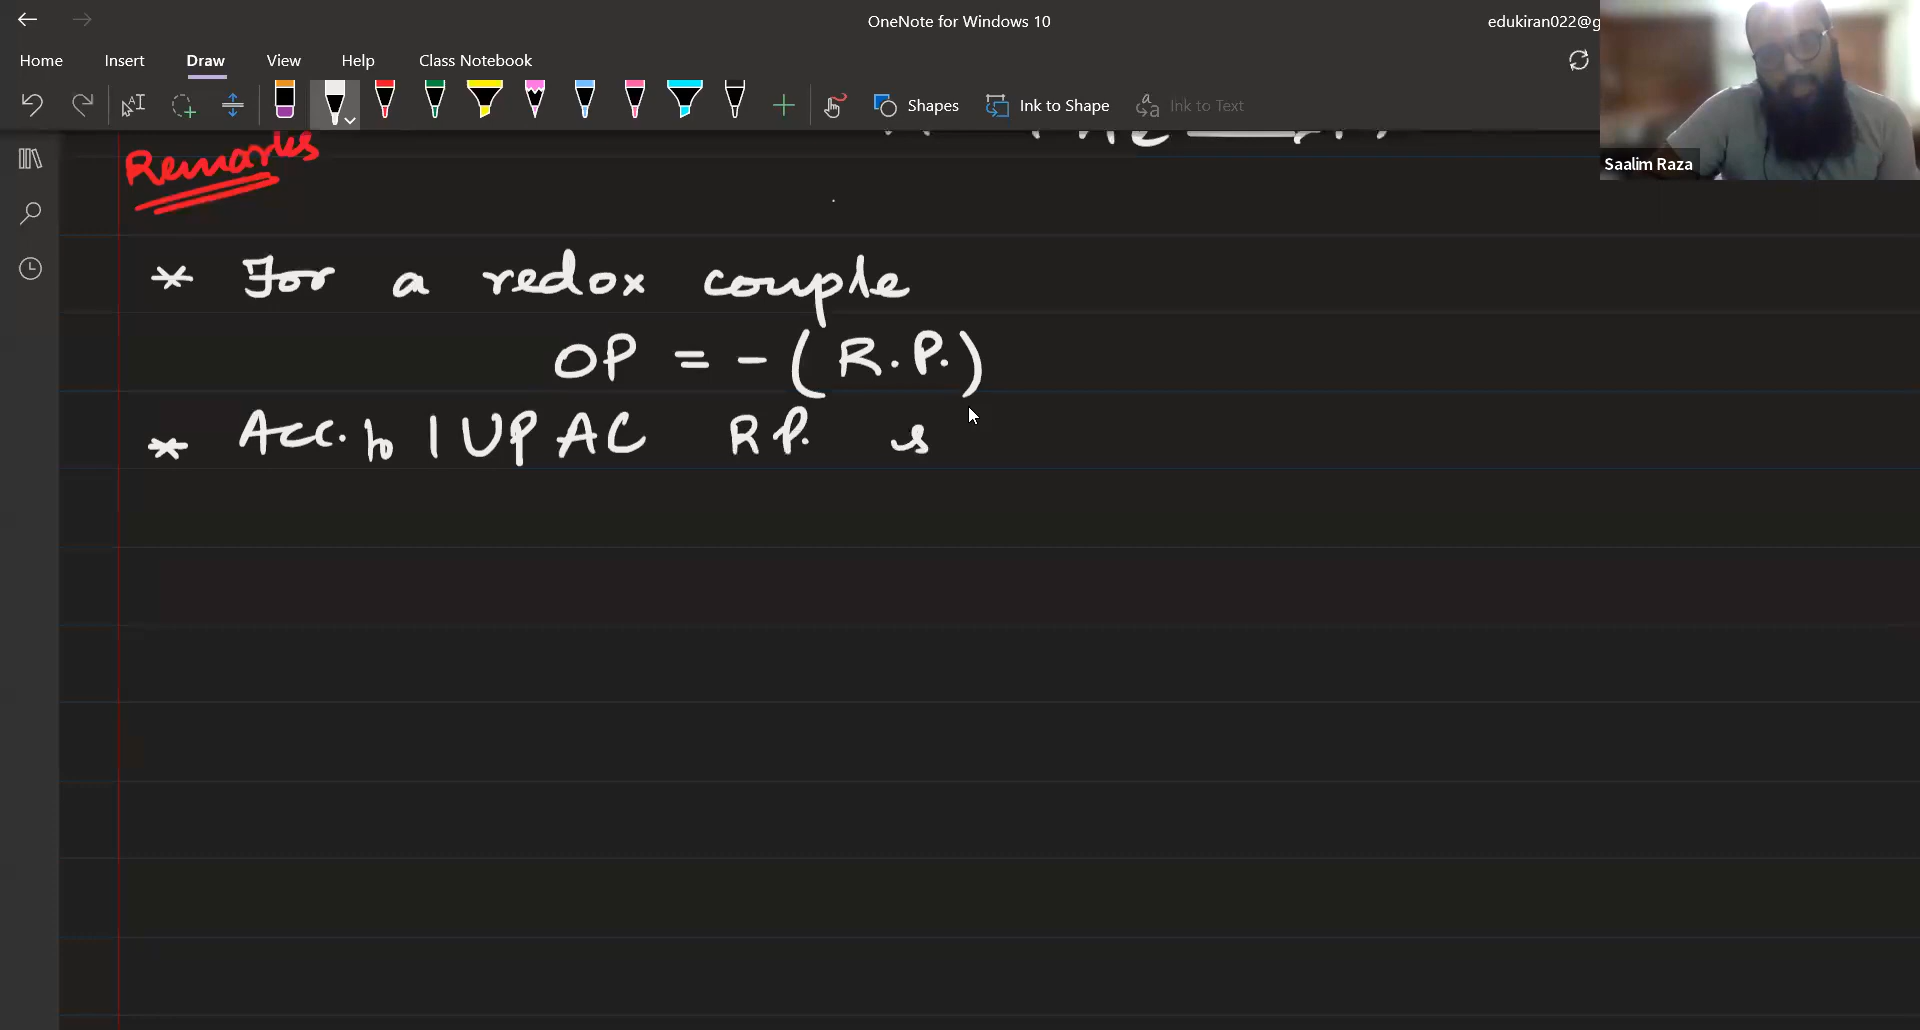 OneNote for Windows 10
edukiran022@g
Home Insert Draw View Help Class Notebook
Shapes Ink to Shape Ink to Text
Saalim Raza
Remarks
* For a redox couple
OP = - ( R.P.)
* Acc. to IUPAC R P. is